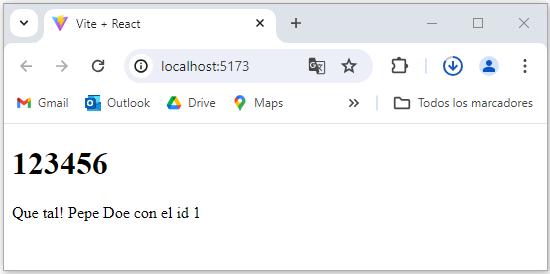 Vite + React
localhost:5173
Gmail Outlook Drive Maps Todos los marcadores
123456
Que tal! Pepe Doe con el id 1